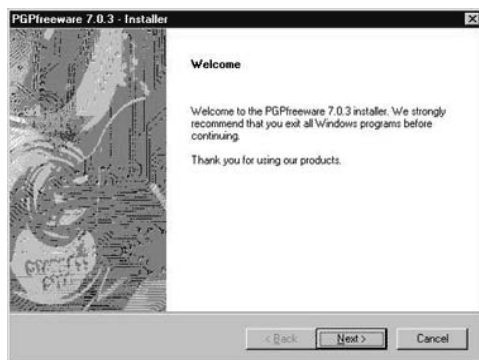 PGPfreeware 7.0.3 - Installer
Welcome
Welcome to the PGPfreeware 7.0.3 installer. We strongly
recommend that you exit all Windows programs before
continuing.
Thank you for using our products.
< Back
Next >
Cancel